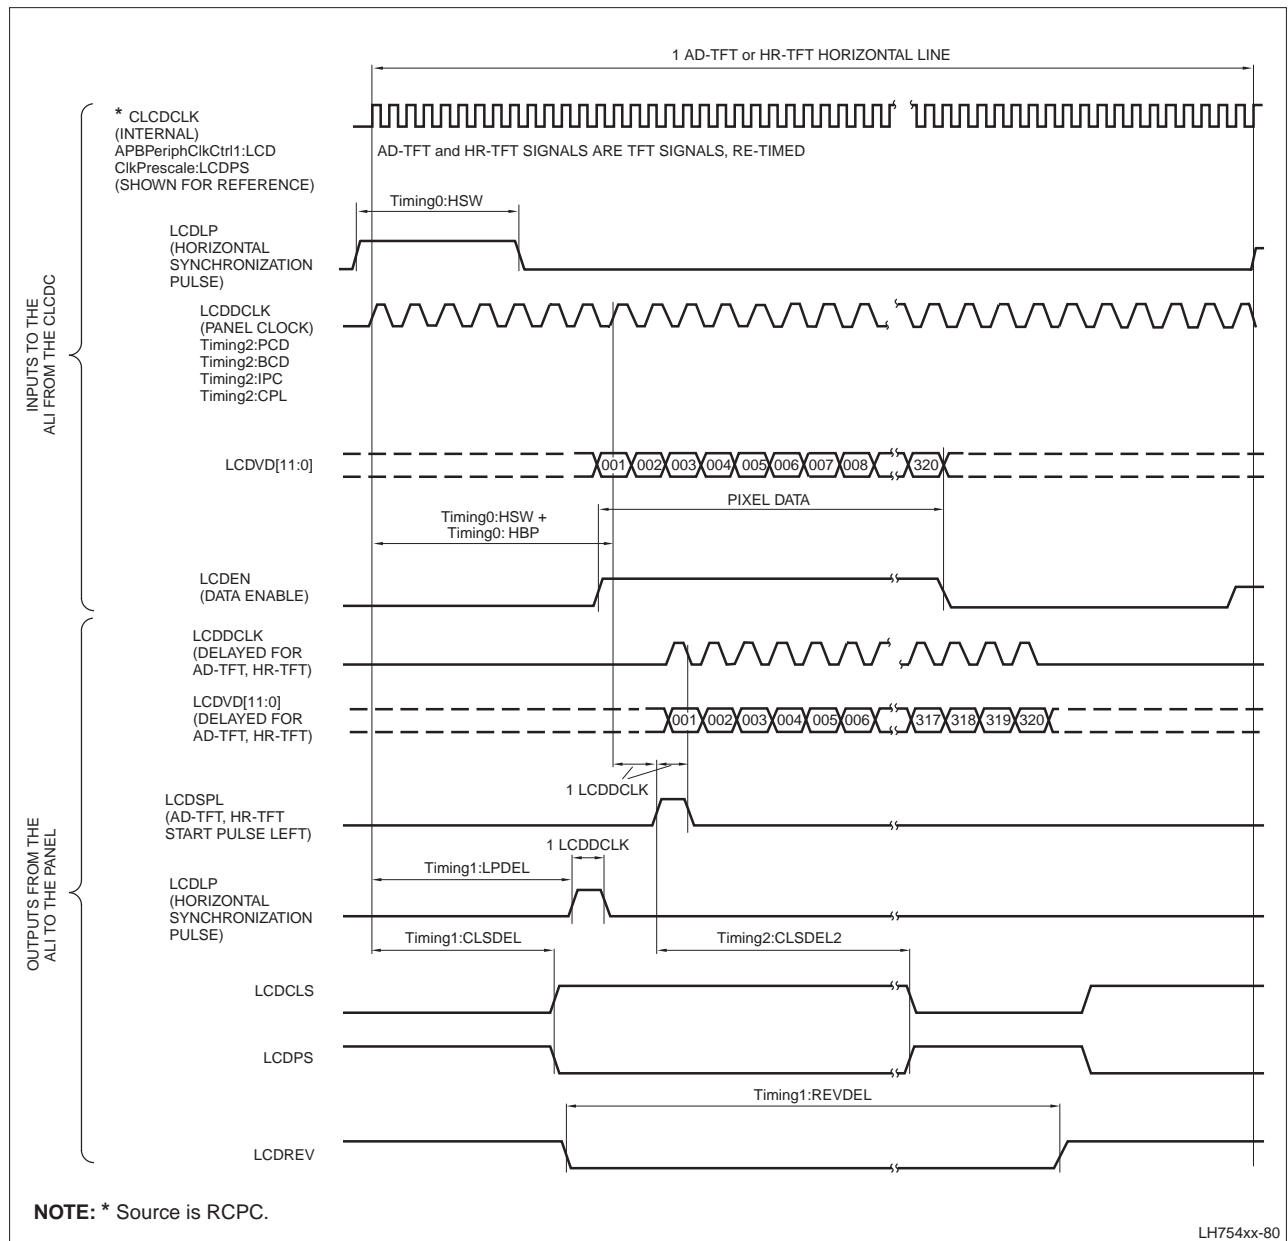 1 AD-TFT or HR-TFT HORIZONTAL LINE
* CLCDCLK
(INTERNAL)
APBPeriphClkCtrl1:LCD
ClkPrescale:LCDPS
(SHOWN FOR REFERENCE)
AD-TFT and HR-TFT SIGNALS ARE TFT SIGNALS, RE-TIMED
Timing0:HSW
LCDLP
(HORIZONTAL
SYNCHRONIZATION
PULSE)
INPUTS TO THE
ALI FROM THE CLCDC
LCDDCLK
(PANEL CLOCK)
Timing2:PCD
Timing2:BCD
Timing2:IPC
Timing2:CPL
LCDVD[11:0]
001 002 003 004 005 006 007 008 320
PIXEL DATA
Timing0:HSW +
Timing0: HBP
LCDEN
(DATA ENABLE)
LCDDCLK
(DELAYED FOR
AD-TFT, HR-TFT)
LCDVD[11:0]
(DELAYED FOR
AD-TFT, HR-TFT)
001 002 003 004 005 006 317 318 319 320
1 LCDDCLK
LCDSPL
(AD-TFT, HR-TFT
START PULSE LEFT)
1 LCDDCLK
Timing1:LPDEL
LCDLP
(HORIZONTAL
SYNCHRONIZATION
PULSE)
OUTPUTS FROM THE
ALI TO THE PANEL
Timing1:CLSDEL
Timing2:CLSDEL2
LCDCLS
LCDPS
Timing1:REVDEL
LCDREV
NOTE: * Source is RCPC.
LH754xx-80